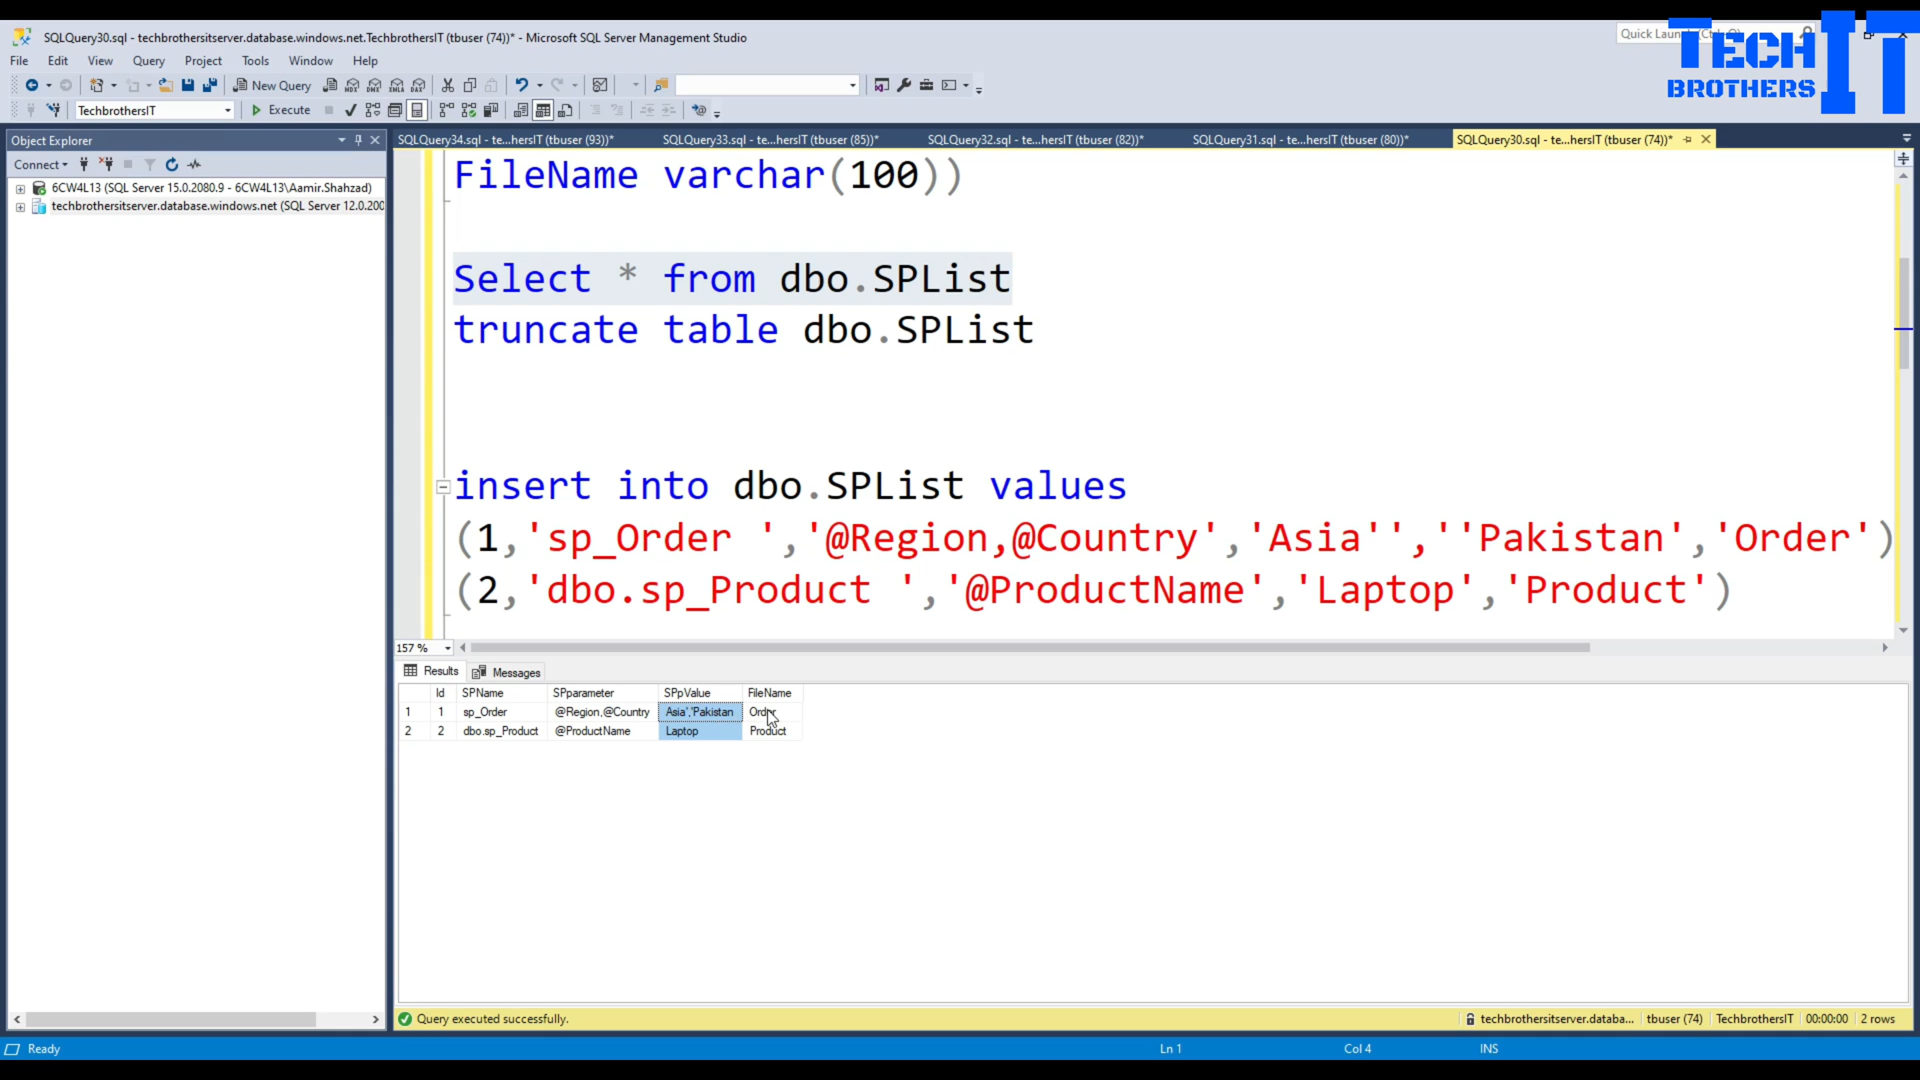 SQLQuery30.sql - techbrothersitserver.database.windows.net.TechbrothersIT (tbuser (74))* - Microsoft SQL Server Management Studio
TECH
BROTHERS
IT
File Edit View Query Project Tools Window Help
New Query
TechbrothersIT
Execute
Object Explorer
SQLQuery34.sql - te...hersIT (tbuser (93))*
SQLQuery33.sql - te...hersIT (tbuser (85))*
SQLQuery32.sql - te...hersIT (tbuser (82))*
SQLQuery31.sql - te...hersIT (tbuser (80))*
SQLQuery30.sql - te...hersIT (tbuser (74))*
Connect
6CW4L13 (SQL Server 15.0.2080.9 - 6CW4L13\Aamir.Shahzad)
techbrothersitserver.database.windows.net (SQL Server 12.0.200
FileName varchar(100))
Select * from dbo.SPList
truncate table dbo.SPList
insert into dbo.SPList values
(1,'sp_Order ','@Region,@Country','Asia'',''Pakistan','Order')
(2,'dbo.sp_Product ','@ProductName','Laptop','Product')
157 %
Results Messages
Id SPName SPparameter SPpValue FileName
1 1 sp_Order @Region,@Country Asia','Pakistan Order
2 2 dbo.sp_Product @ProductName Laptop Product
Query executed successfully.
techbrothersitserver.databa... tbuser (74) TechbrothersIT 00:00:00 2 rows
Ready Ln 1 Col 4 INS